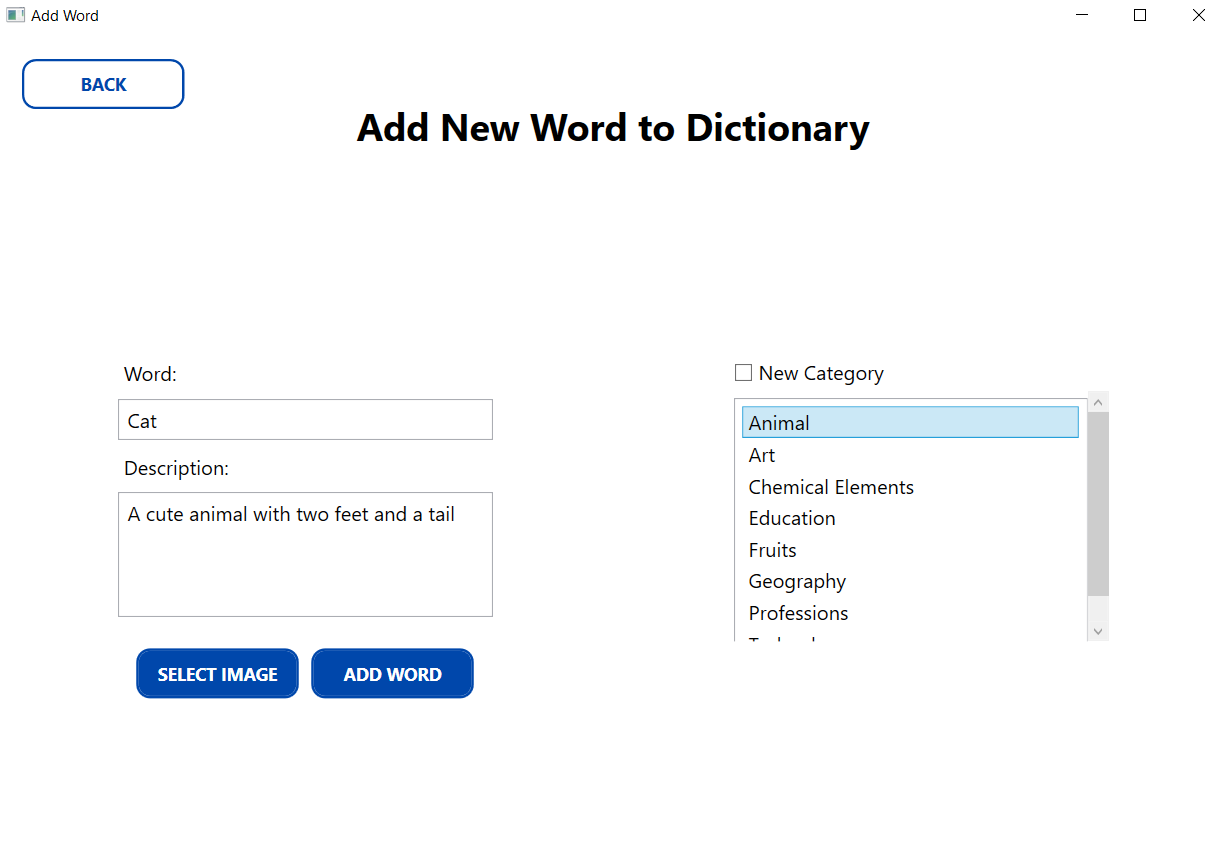 Add Word
BACK
Add New Word to Dictionary
Word:
Cat
Description:
A cute animal with two feet and a tail
SELECT IMAGE
ADD WORD
New Category
Animal
Art
Chemical Elements
Education
Fruits
Geography
Professions